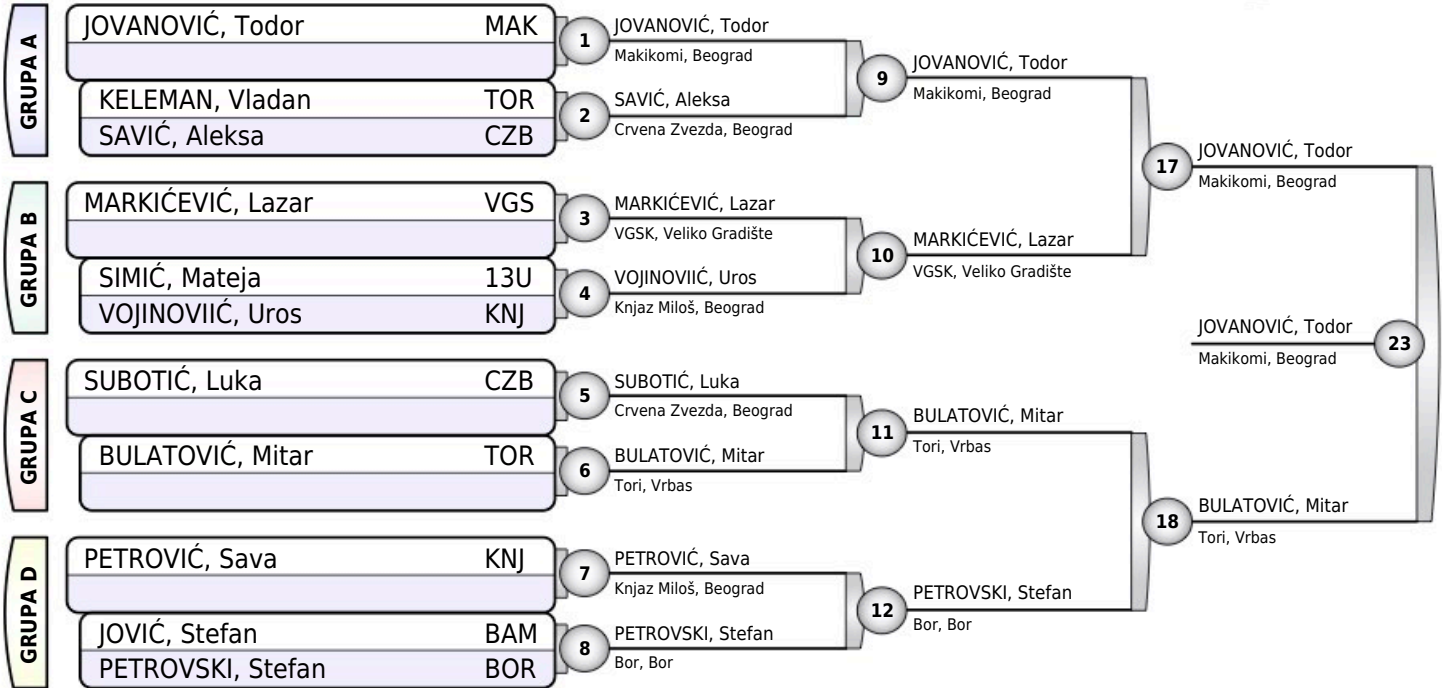 GRUPA A
JOVANOVIĆ, Todor MAK
KELEMAN, Vladan TOR
SAVIĆ, Aleksa CZB
GRUPA B
MARKIĆEVIĆ, Lazar VGS
SIMIĆ, Mateja 13U
VOJINOVIIĆ, Uros KNJ
GRUPA C
SUBOTIĆ, Luka CZB
BULATOVIĆ, Mitar TOR
GRUPA D
PETROVIĆ, Sava KNJ
JOVIĆ, Stefan BAM
PETROVSKI, Stefan BOR
1 JOVANOVIĆ, Todor
Makikomi, Beograd
2 SAVIĆ, Aleksa
Crvena Zvezda, Beograd
3 MARKIĆEVIĆ, Lazar
VGSK, Veliko Gradište
4 VOJINOVIIĆ, Uros
Knjaz Miloš, Beograd
5 SUBOTIĆ, Luka
Crvena Zvezda, Beograd
6 BULATOVIĆ, Mitar
Tori, Vrbas
7 PETROVIĆ, Sava
Knjaz Miloš, Beograd
8 PETROVSKI, Stefan
Bor, Bor
9 JOVANOVIĆ, Todor
Makikomi, Beograd
10 MARKIĆEVIĆ, Lazar
VGSK, Veliko Gradište
11 BULATOVIĆ, Mitar
Tori, Vrbas
12 PETROVSKI, Stefan
Bor, Bor
17 JOVANOVIĆ, Todor
Makikomi, Beograd
18 BULATOVIĆ, Mitar
Tori, Vrbas
JOVANOVIĆ, Todor 23
Makikomi, Beograd